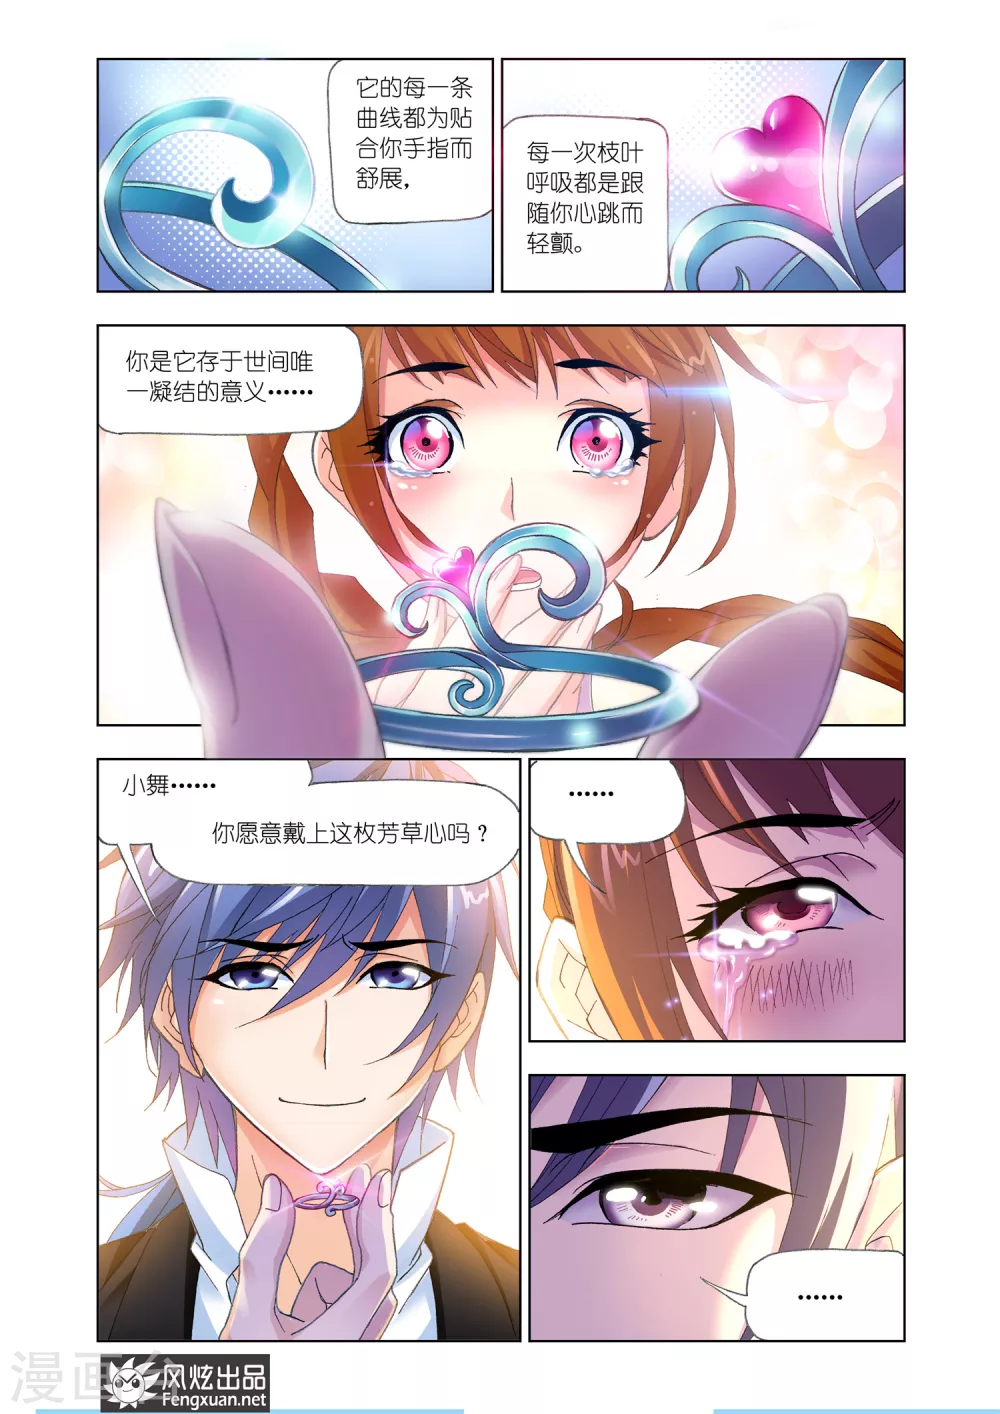 它的每一条
曲线都为贴
合你手指而
舒展，
每一次枝叶
呼吸都是跟
随你心跳而
轻颤。
你是它存于世间唯
一凝结的意义……
小舞……
你愿意戴上这枚芳草心吗？
……
……
漫画台
风炫出品
Fengxuan.net